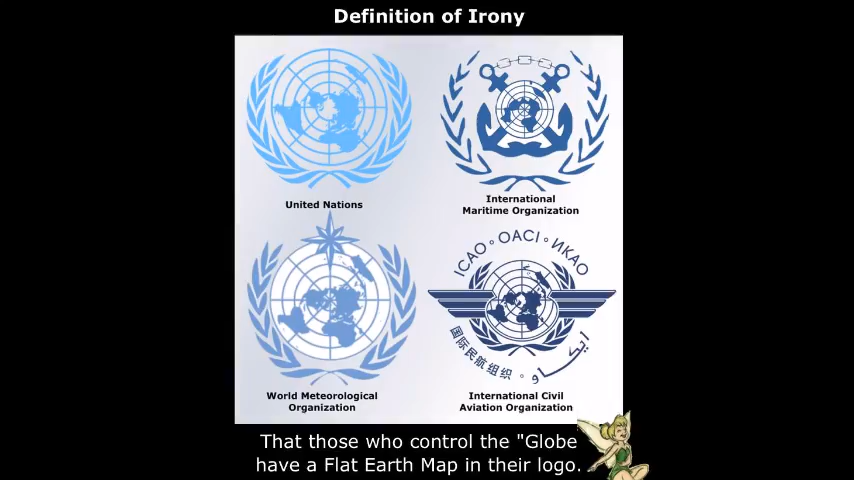 Definition of Irony
United Nations
International
Maritime Organization
ICAO ° OACI ° ИКАО
国际民航组织 ° ايكاو
World Meteorological
Organization
International Civil
Aviation Organization
That those who control the "Globe
have a Flat Earth Map in their logo.